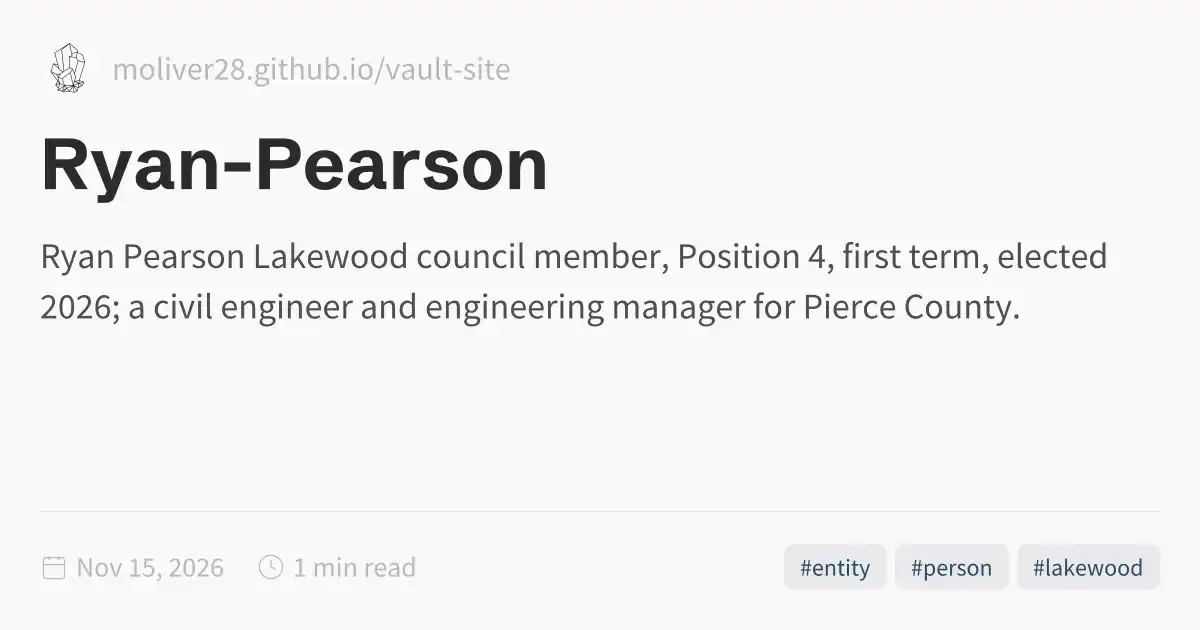 moliver28.github.io/vault-site
Ryan-Pearson
Ryan Pearson Lakewood council member, Position 4, first term, elected
2026; a civil engineer and engineering manager for Pierce County.
Nov 15, 2026 1 min read #entity #person #lakewood